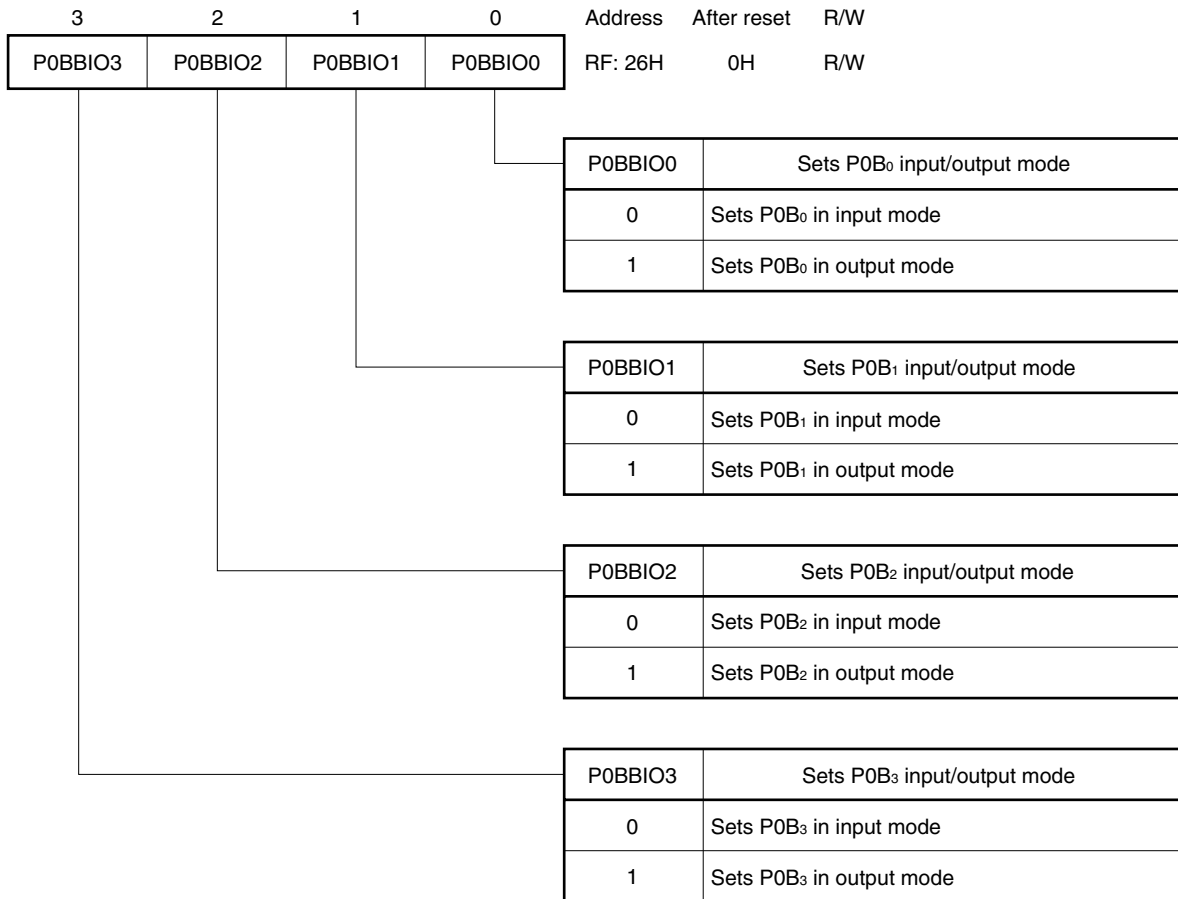 3 2 1 0 Address After reset R/W
P0BBIO3 P0BBIO2 P0BBIO1 P0BBIO0 RF: 26H 0H R/W
P0BBIO0 Sets P0B₀ input/output mode
0 Sets P0B₀ in input mode
1 Sets P0B₀ in output mode
P0BBIO1 Sets P0B₁ input/output mode
0 Sets P0B₁ in input mode
1 Sets P0B₁ in output mode
P0BBIO2 Sets P0B₂ input/output mode
0 Sets P0B₂ in input mode
1 Sets P0B₂ in output mode
P0BBIO3 Sets P0B₃ input/output mode
0 Sets P0B₃ in input mode
1 Sets P0B₃ in output mode